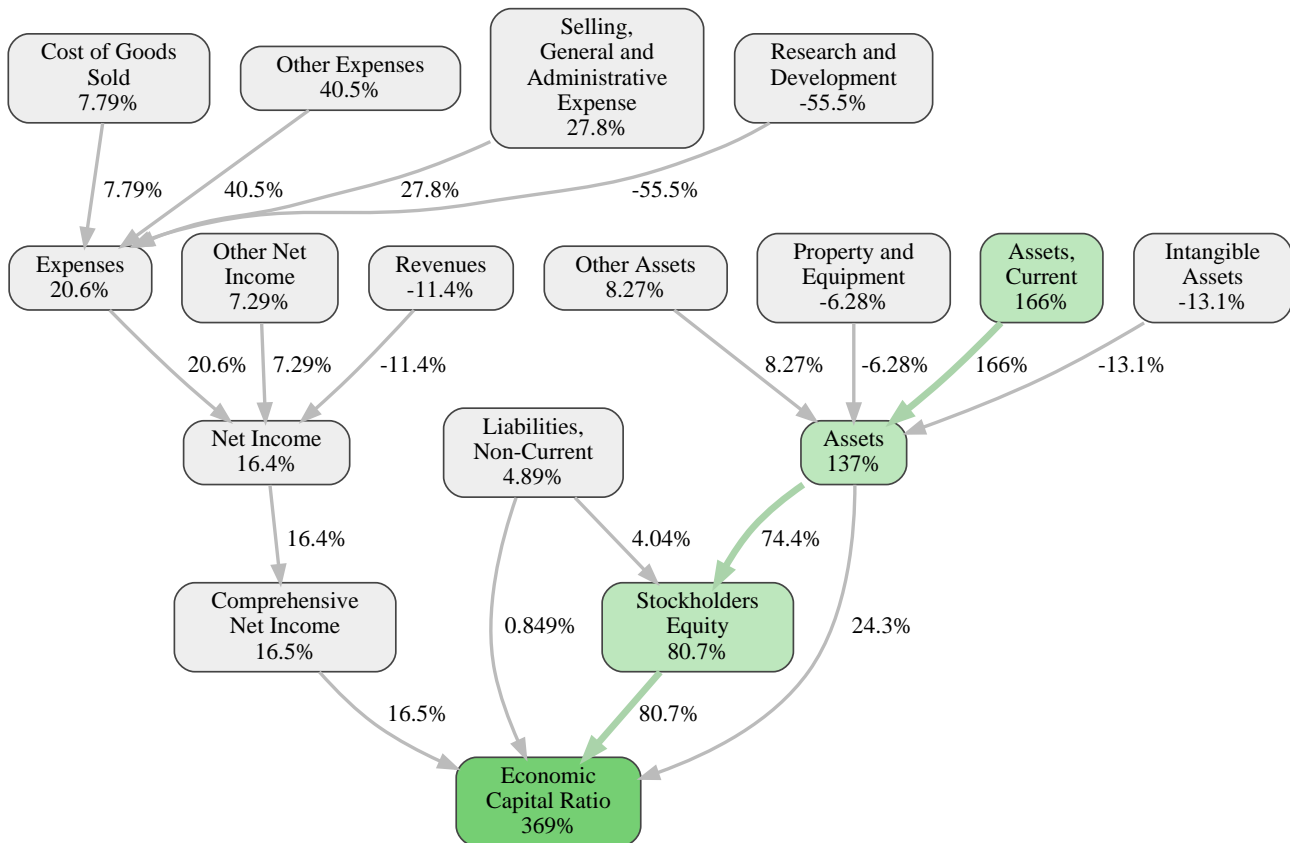 Cost of Goods
Sold
7.79%
Other Expenses
40.5%
Selling,
General and
Administrative
Expense
27.8%
Research and
Development
-55.5%
7.79%
40.5%
27.8%
-55.5%
Expenses
20.6%
Other Net
Income
7.29%
Revenues
-11.4%
Other Assets
8.27%
Property and
Equipment
-6.28%
Assets,
Current
166%
Intangible
Assets
-13.1%
20.6%
7.29%
-11.4%
8.27%
-6.28%
166%
-13.1%
Net Income
16.4%
Liabilities,
Non-Current
4.89%
Assets
137%
16.4%
4.04%
74.4%
Comprehensive
Net Income
16.5%
0.849%
Stockholders
Equity
80.7%
24.3%
16.5%
80.7%
Economic
Capital Ratio
369%